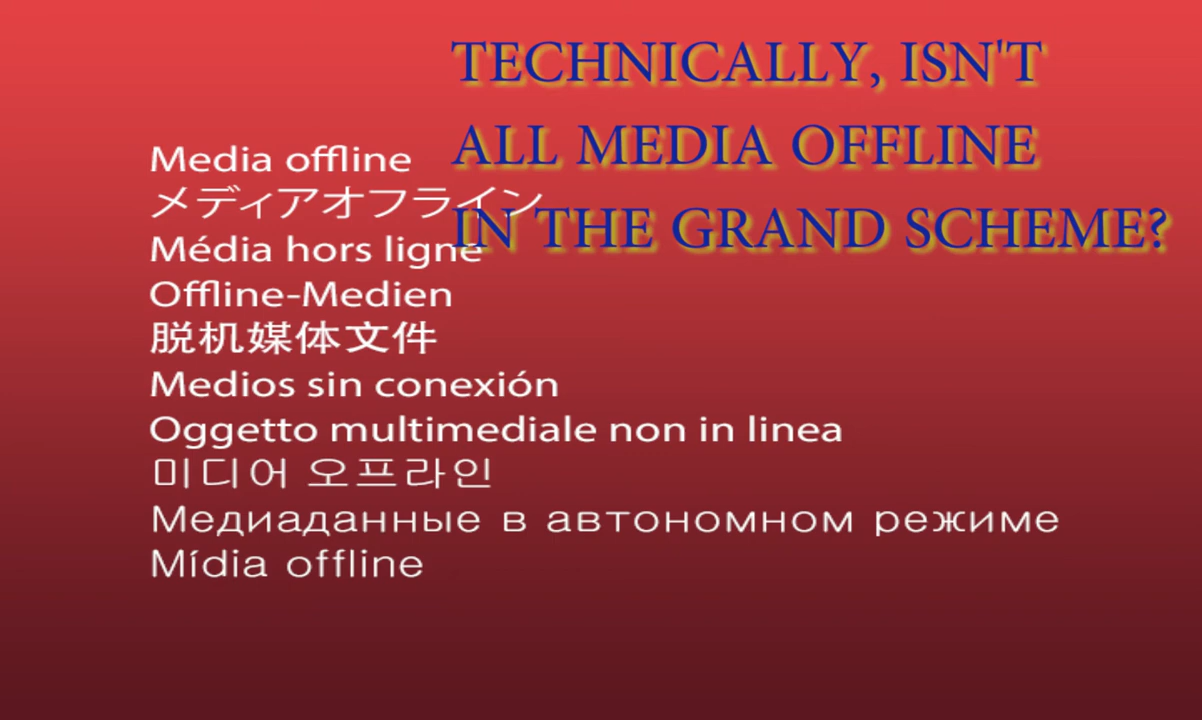 TECHNICALLY, ISN'T
ALL MEDIA OFFLINE
IN THE GRAND SCHEME?
Media offline
メディアオフライン
Média hors ligne
Offline-Medien
脱机媒体文件
Medios sin conexión
Oggetto multimediale non in linea
미디어 오프라인
Медиаданные в автономном режиме
Mídia offline